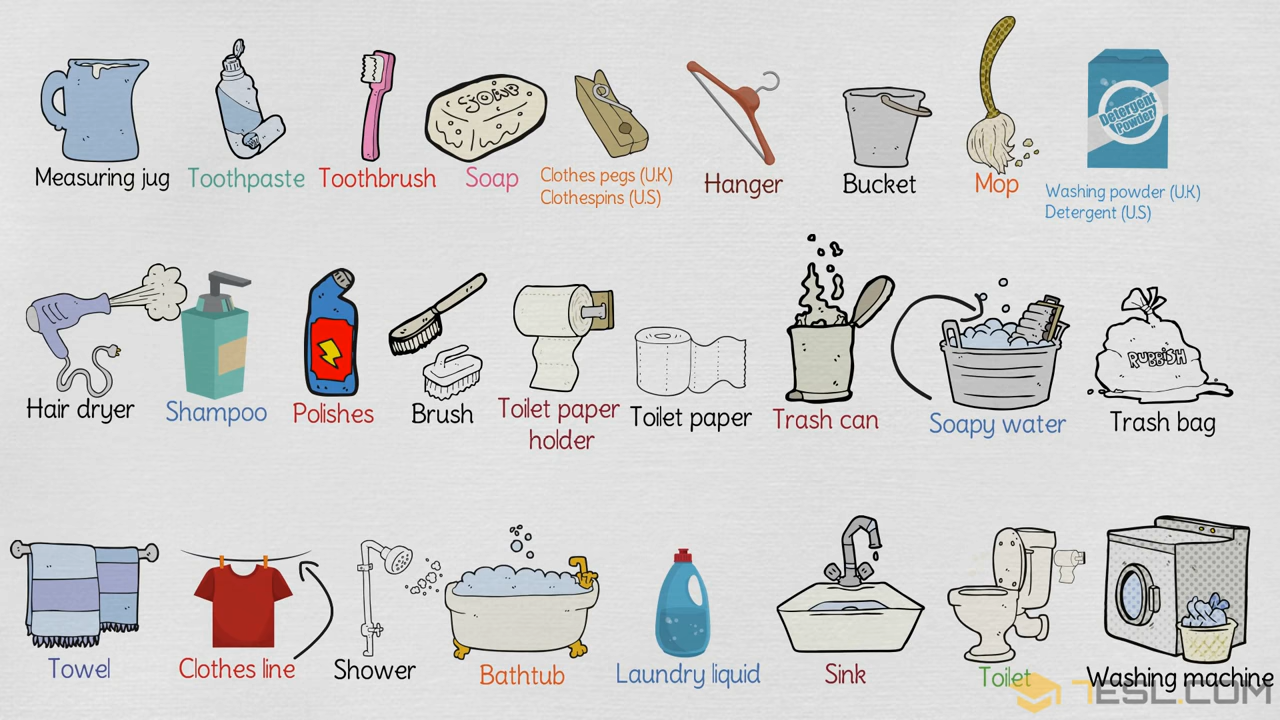 SOAP
Detergent
Powder
Measuring jug
Toothpaste
Toothbrush
Soap
Clothes pegs (U.K)
Clothespins (U.S)
Hanger
Bucket
Mop
Washing powder (U.K)
Detergent (U.S)
RUBBISH
Hair dryer
Shampoo
Polishes
Brush
Toilet paper
holder
Toilet paper
Trash can
Soapy water
Trash bag
Towel
Clothes line
Shower
Bathtub
Laundry liquid
Sink
Toilet
Washing machine
7ESL.COM